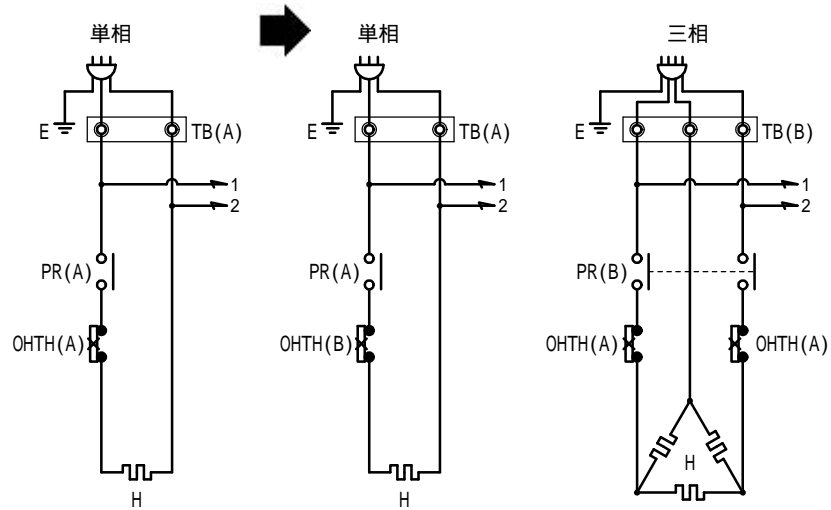 単相
E
TB(A)
1
2
PR(A)
OHTH(A)
H
単相
E
TB(A)
1
2
PR(A)
OHTH(B)
H
三相
E
TB(B)
1
2
PR(B)
OHTH(A)
OHTH(A)
H